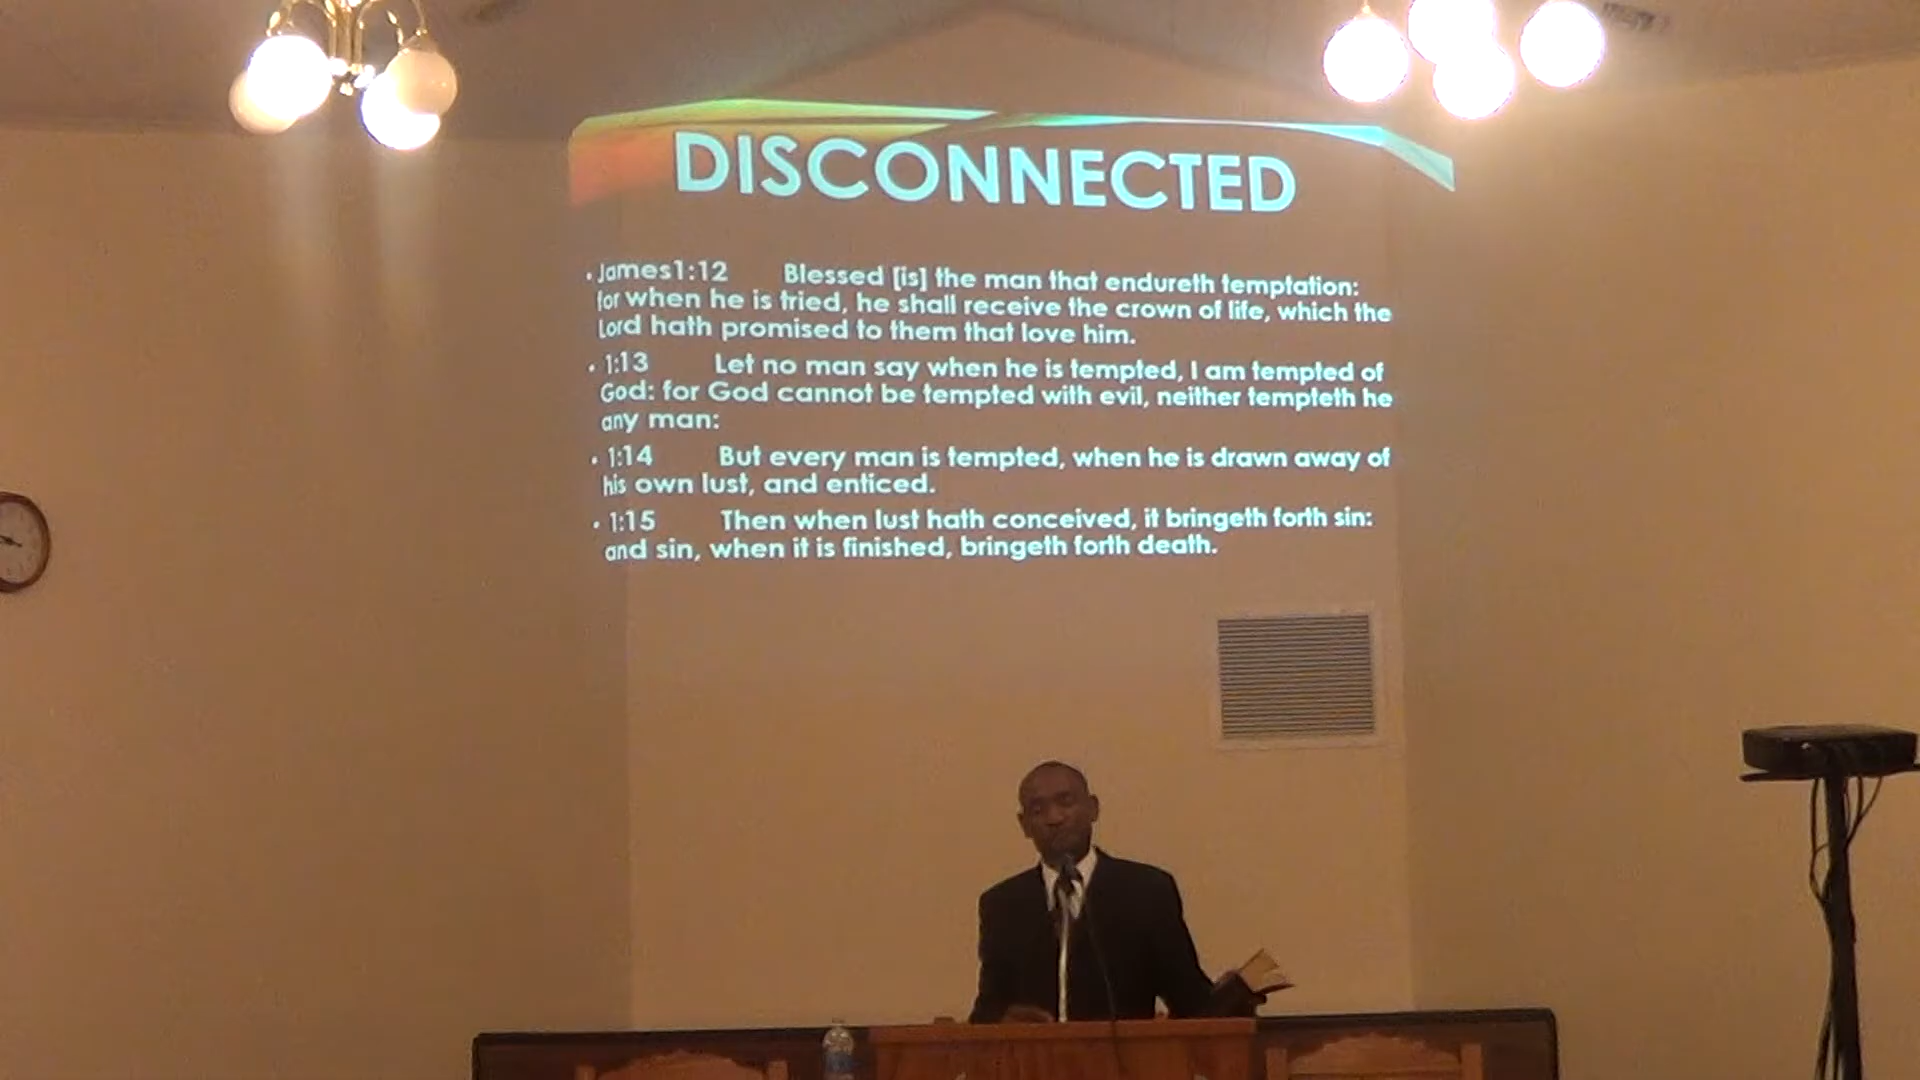 DISCONNECTED
• James1:12 Blessed [is] the man that endureth temptation:
for when he is tried, he shall receive the crown of life, which the
Lord hath promised to them that love him.
• 1:13 Let no man say when he is tempted, I am tempted of
God: for God cannot be tempted with evil, neither tempteth he
any man:
• 1:14 But every man is tempted, when he is drawn away of
his own lust, and enticed.
• 1:15 Then when lust hath conceived, it bringeth forth sin:
and sin, when it is finished, bringeth forth death.